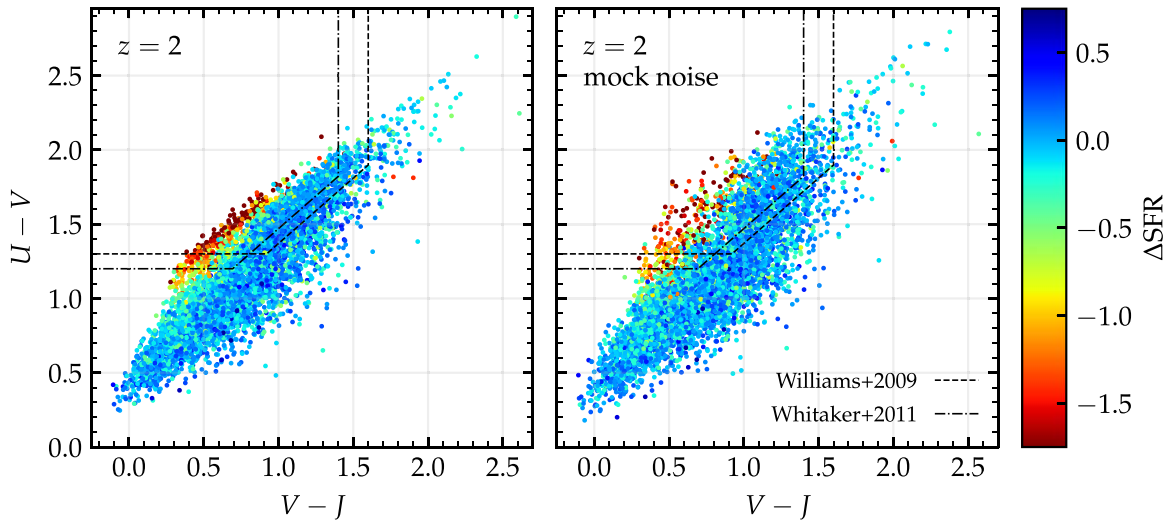 z = 2
z = 2
mock noise
Williams+2009
Whitaker+2011
2.5
2.0
1.5
1.0
0.5
0.0
U − V
0.0 0.5 1.0 1.5 2.0 2.5
V − J
0.0 0.5 1.0 1.5 2.0 2.5
V − J
0.5
0.0
−0.5
−1.0
−1.5
ΔSFR